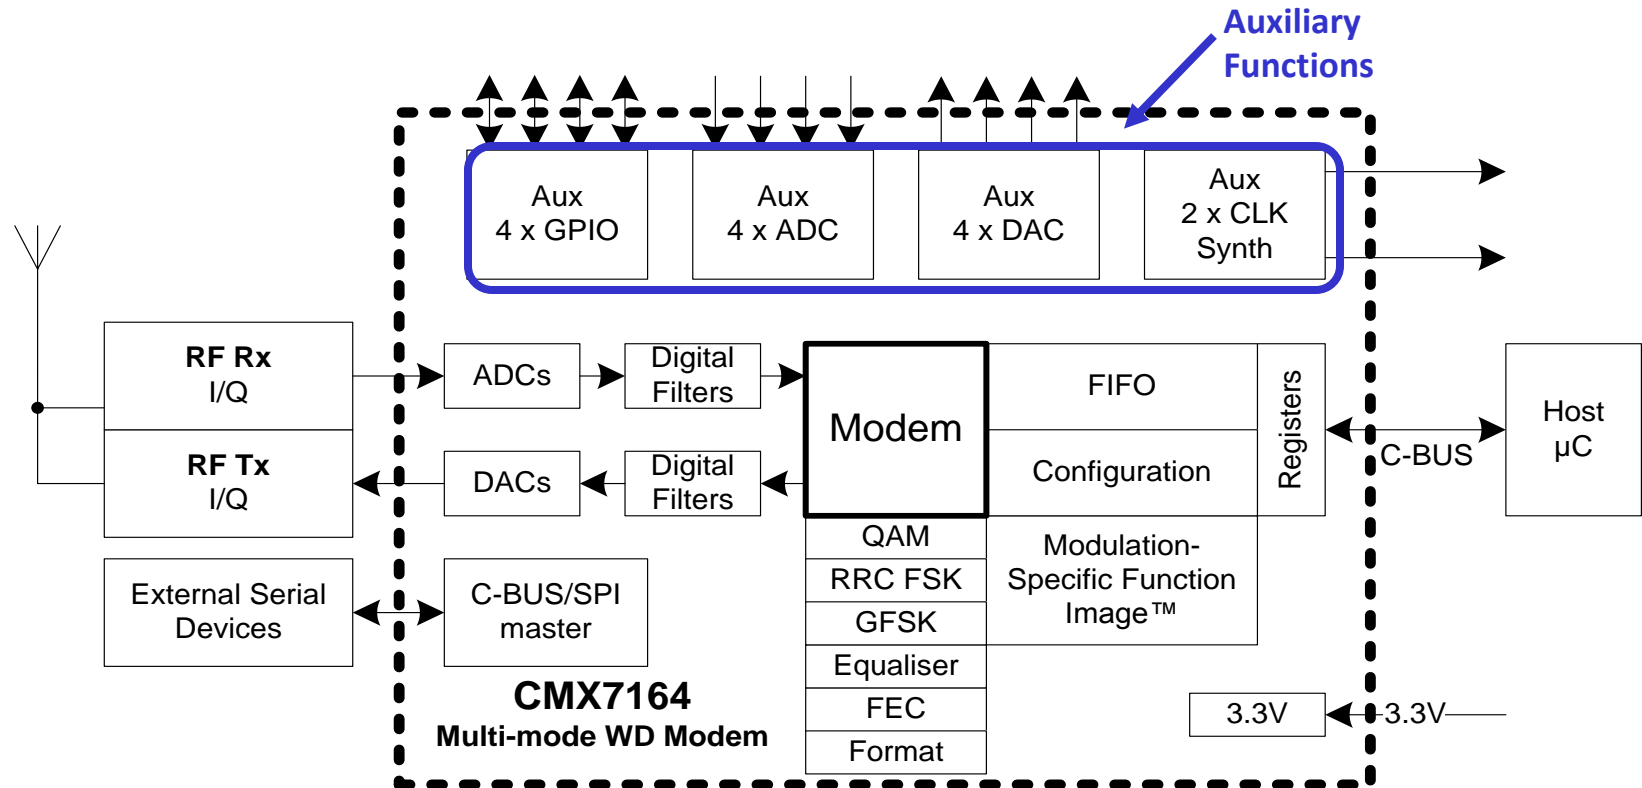 Auxiliary
Functions
Aux
4 x GPIO
Aux
4 x ADC
Aux
4 x DAC
Aux
2 x CLK
Synth
RF Rx
I/Q
RF Tx
I/Q
ADCs
Digital
Filters
DACs
Digital
Filters
Modem
FIFO
Configuration
Registers
C-BUS
Host
µC
External Serial
Devices
C-BUS/SPI
master
QAM
RRC FSK
GFSK
Equaliser
FEC
Format
Modulation-
Specific Function
Image™
CMX7164
Multi-mode WD Modem
3.3V
3.3V